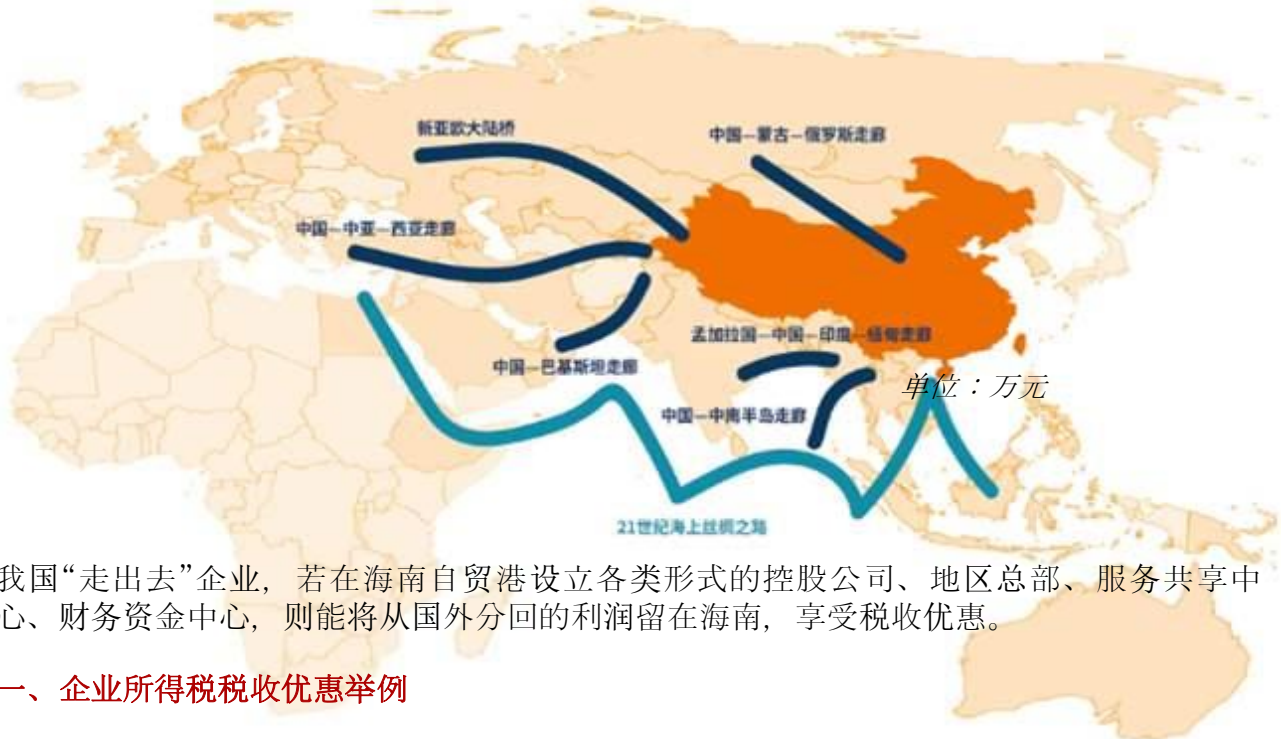 新亚欧大陆桥
中国—蒙古—俄罗斯走廊
中国—中亚—西亚走廊
孟加拉国—中国—印度—缅甸走廊
中国—巴基斯坦走廊
单位：万元
中国—中南半岛走廊
21世纪海上丝绸之路
我国“走出去”企业，若在海南自贸港设立各类形式的控股公司、地区总部、服务共享中
心、财务资金中心，则能将从国外分回的利润留在海南，享受税收优惠。
一、企业所得税税收优惠举例